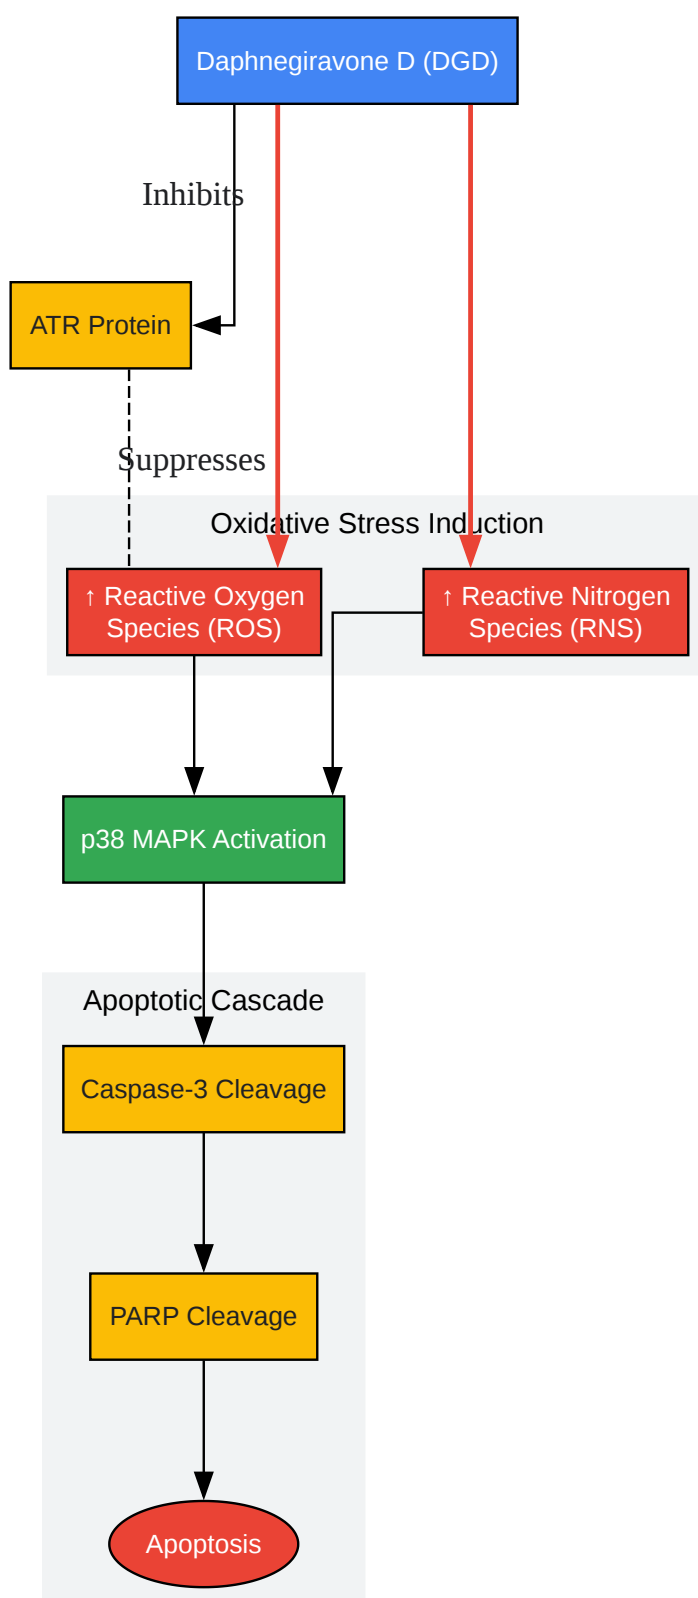 Daphnegiravone D (DGD)
Inhibits
ATR Protein
Suppresses
Oxidative Stress Induction
↑ Reactive Oxygen
Species (ROS)
↑ Reactive Nitrogen
Species (RNS)
p38 MAPK Activation
Apoptotic Cascade
Caspase-3 Cleavage
PARP Cleavage
Apoptosis